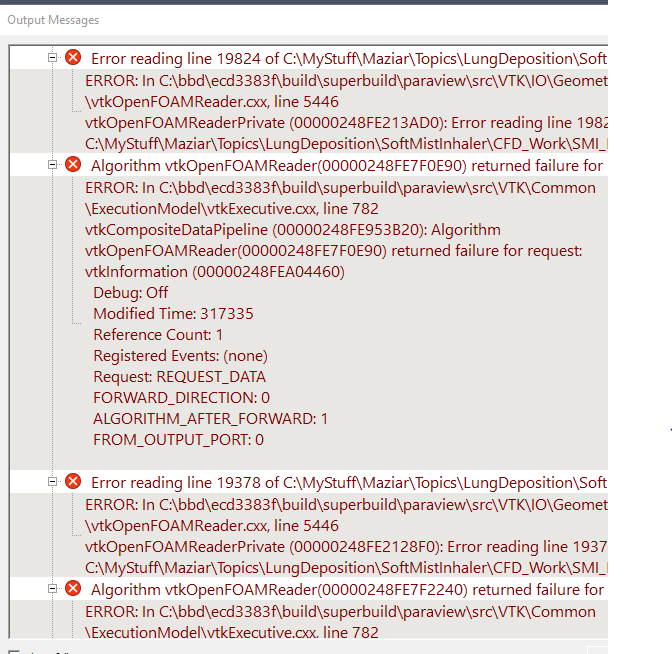 Output Messages
Error reading line 19824 of C:\MyStuff\Maziar\Topics\LungDeposition\Soft
ERROR: In C:\bbd\ecd3383f\build\superbuild\paraview\src\VTK\IO\Geomet
\vtkOpenFOAMReader.cxx, line 5446
vtkOpenFOAMReaderPrivate (00000248FE213AD0): Error reading line 1982
C:\MyStuff\Maziar\Topics\LungDeposition\SoftMistInhaler\CFD_Work\SMI_
Algorithm vtkOpenFOAMReader(00000248FE7F0E90) returned failure for
ERROR: In C:\bbd\ecd3383f\build\superbuild\paraview\src\VTK\Common
\ExecutionModel\vtkExecutive.cxx, line 782
vtkCompositeDataPipeline (00000248FE953B20): Algorithm
vtkOpenFOAMReader(00000248FE7F0E90) returned failure for request:
vtkInformation (00000248FEA04460)
Debug: Off
Modified Time: 317335
Reference Count: 1
Registered Events: (none)
Request: REQUEST_DATA
FORWARD_DIRECTION: 0
ALGORITHM_AFTER_FORWARD: 1
FROM_OUTPUT_PORT: 0
Error reading line 19378 of C:\MyStuff\Maziar\Topics\LungDeposition\Soft
ERROR: In C:\bbd\ecd3383f\build\superbuild\paraview\src\VTK\IO\Geomet
\vtkOpenFOAMReader.cxx, line 5446
vtkOpenFOAMReaderPrivate (00000248FE2128F0): Error reading line 1937
C:\MyStuff\Maziar\Topics\LungDeposition\SoftMistInhaler\CFD_Work\SMI_
Algorithm vtkOpenFOAMReader(00000248FE7F2240) returned failure for
ERROR: In C:\bbd\ecd3383f\build\superbuild\paraview\src\VTK\Common
\ExecutionModel\vtkExecutive.cxx, line 782